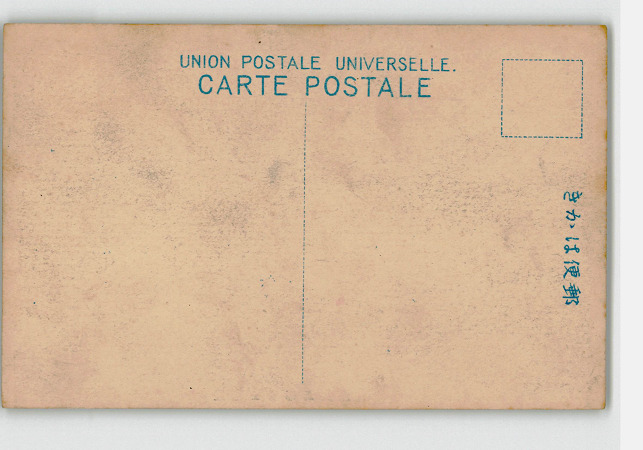 UNION POSTALE UNIVERSELLE.
CARTE POSTALE
郵便はかき